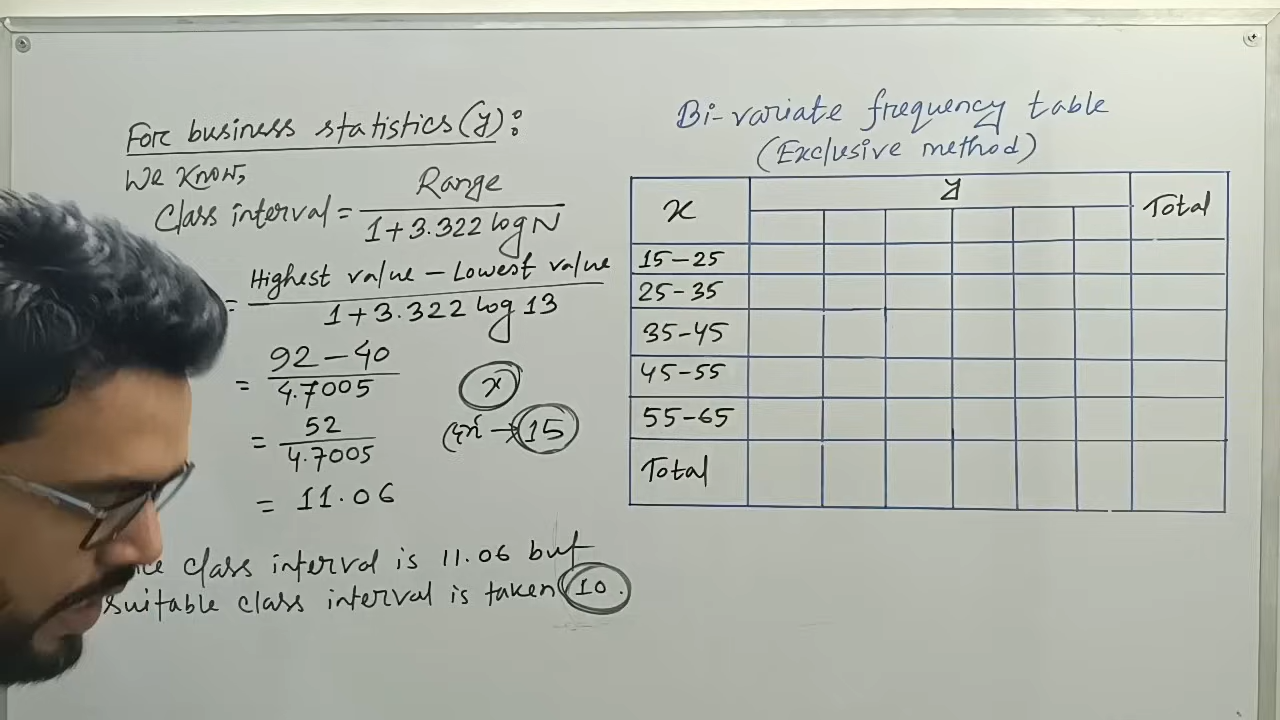 For business statistics (y):
We know,
Class interval = Range / 1+3.322 log N
= Highest value - Lowest value / 1+3.322 log 13
= 92-40 / 4.7005
= 52 / 4.7005
= 11.06
x
→ 15
class interval is 11.06 but
suitable class interval is taken 10.
Bi-variate frequency table
(Exclusive method)
x y Total
15-25
25-35
35-45
45-55
55-65
Total